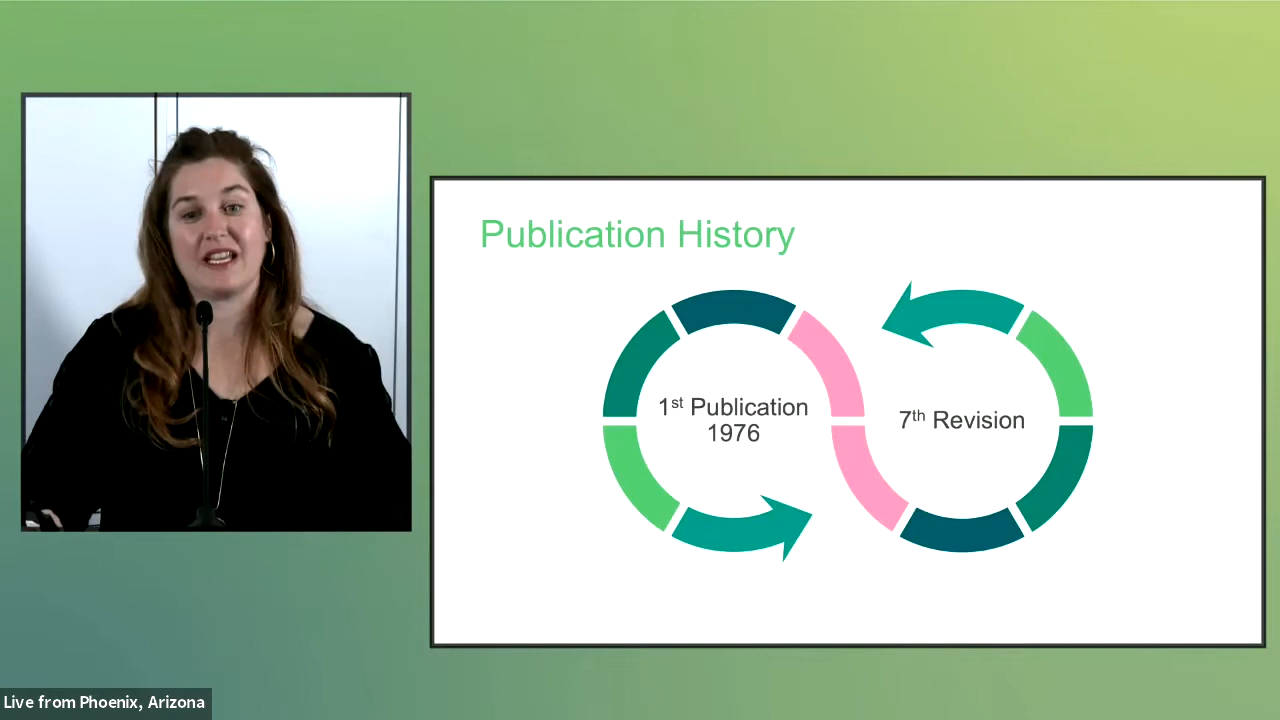 Publication History
1st Publication
1976
7th Revision
Live from Phoenix, Arizona